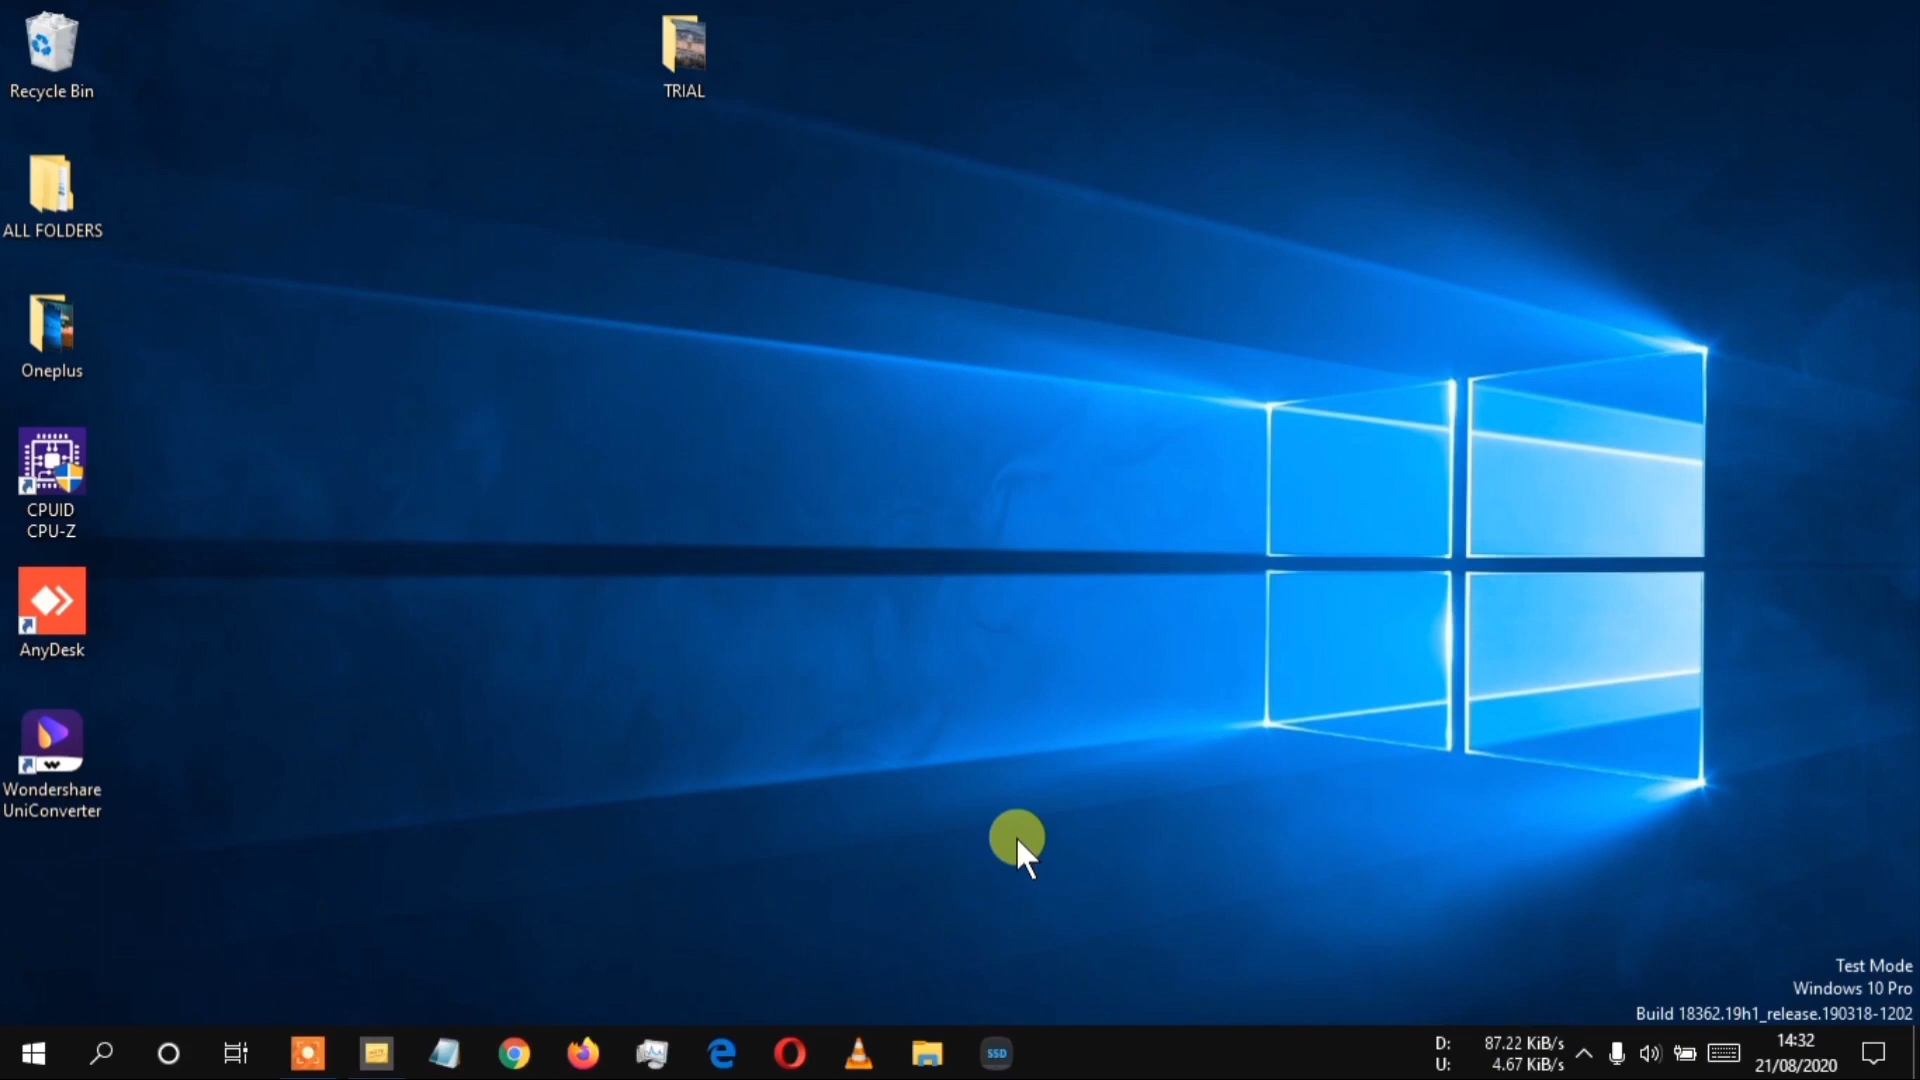 Recycle Bin
TRIAL
ALL FOLDERS
Oneplus
CPUID
CPU-Z
AnyDesk
Wondershare
UniConverter
Test Mode
Windows 10 Pro
Build 18362.19h1_release.190318-1202
SSD
D: 87.22 KiB/s
U: 4.67 KiB/s
14:32
21/08/2020